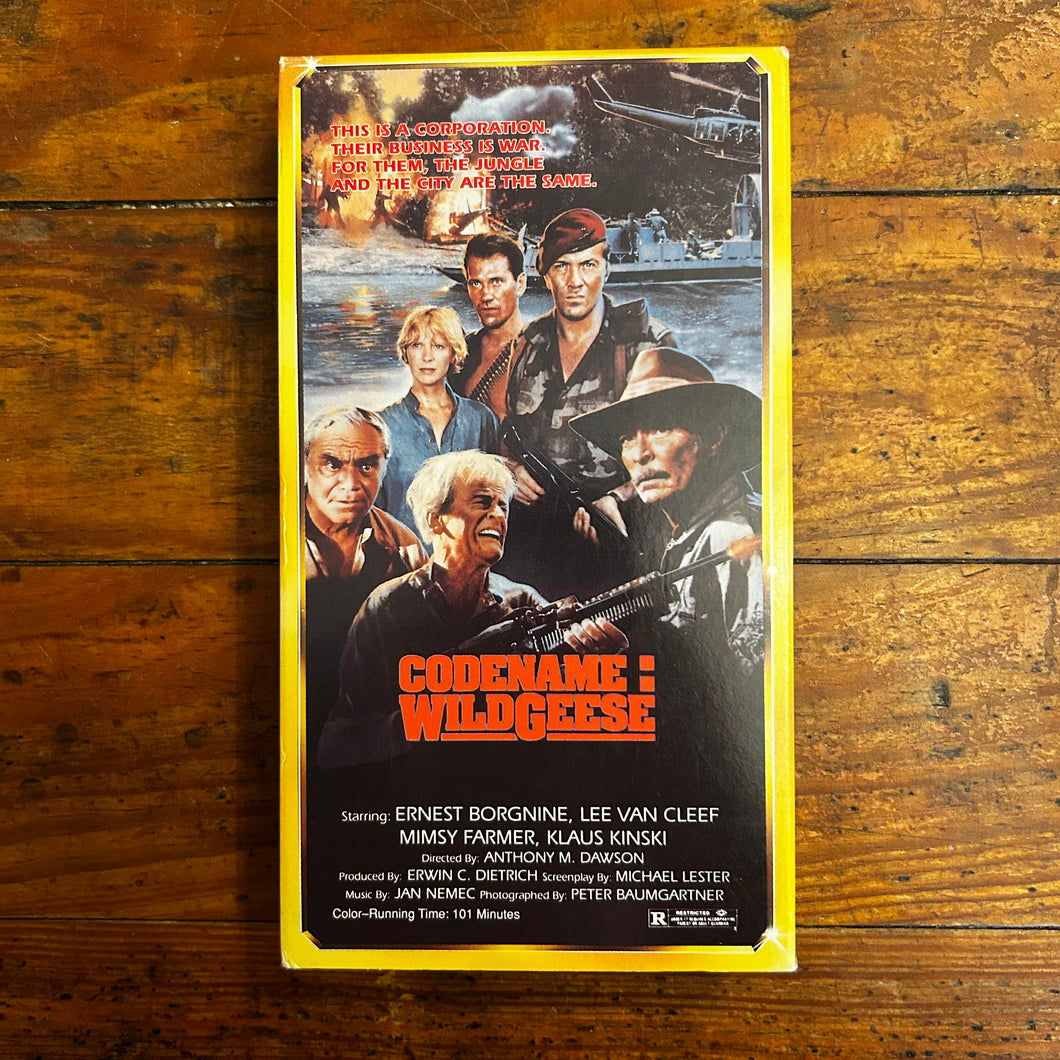 THIS IS A CORPORATION.
THEIR BUSINESS IS WAR.
FOR THEM, THE JUNGLE
AND THE CITY ARE THE SAME.
CODENAME:
WILDGEESE
Starring: ERNEST BORGNINE, LEE VAN CLEEF
MIMSY FARMER, KLAUS KINSKI
Directed By: ANTHONY M. DAWSON
Produced By: ERWIN C. DIETRICH Screenplay By: MICHAEL LESTER
Music By: JAN NEMEC Photographed By: PETER BAUMGARTNER
Color–Running Time: 101 Minutes
R RESTRICTED